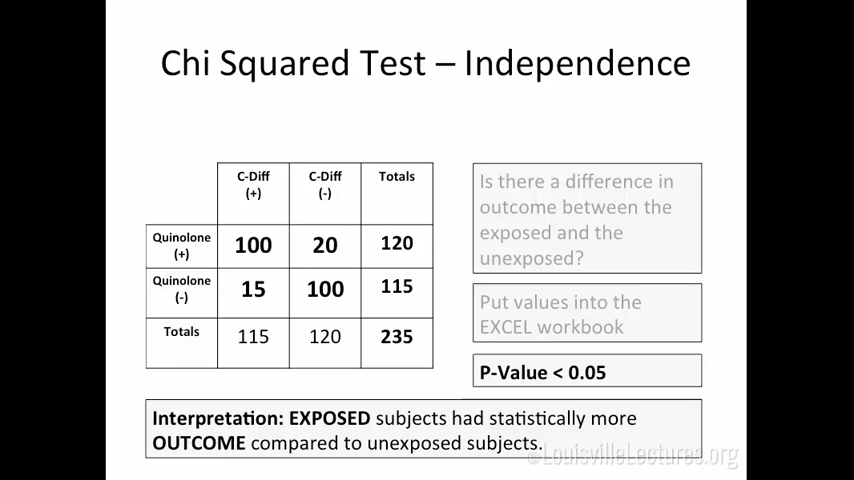 Chi Squared Test – Independence
C-Diff (+) C-Diff (-) Totals
Quinolone (+) 100 20 120
Quinolone (-) 15 100 115
Totals 115 120 235
Is there a difference in
outcome between the
exposed and the
unexposed?
Put values into the
EXCEL workbook
P-Value < 0.05
Interpretation: EXPOSED subjects had statistically more
OUTCOME compared to unexposed subjects.
@LouisvilleLectures.org